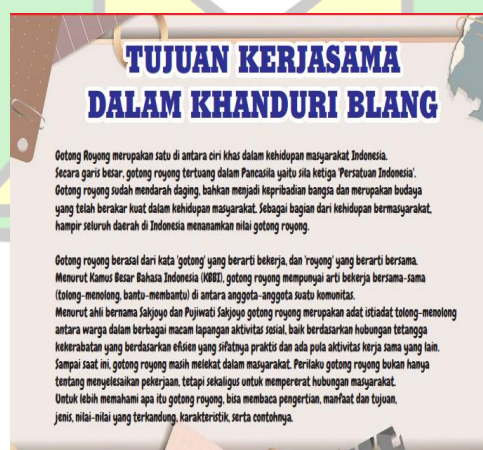 TUJUAN KERJASAMA
DALAM KHANDURI BLANG
Gotong Royong merupakan satu di antara ciri khas dalam kehidupan masyarakat Indonesia.
Secara garis besar, gotong royong tertuang dalam Pancasila yaitu sila ketiga 'Persatuan Indonesia'.
Gotong royong sudah mendarah daging, bahkan menjadi kepribadian bangsa dan merupakan budaya
yang telah berakar kuat dalam kehidupan masyarakat. Sebagai bagian dari kehidupan bermasyarakat,
hampir seluruh daerah di Indonesia menanamkan nilai gotong royong.
Gotong royong berasal dari kata 'gotong' yang berarti bekerja, dan 'royong' yang berarti bersama.
Menurut Kamus Besar Bahasa Indonesia (KBBI), gotong royong mempunyai arti bekerja bersama-sama
(tolong-menolong, bantu-membantu) di antara anggota-anggota suatu komunitas.
Menurut ahli bernama Sakjoyo dan Pujiwati Sakjoyo gotong royong merupakan adat istiadat tolong-menolong
antara warga dalam berbagai macam lapangan aktivitas sosial, baik berdasarkan hubungan tetangga
kekerabatan yang berdasarkan efisien yang sifatnya praktis dan ada pula aktivitas kerja sama yang lain.
Sampai saat ini, gotong royong masih melekat dalam masyarakat. Perilaku gotong royong bukan hanya
tentang menyelesaikan pekerjaan, tetapi sekaligus untuk mempererat hubungan masyarakat.
Untuk lebih memahami apa itu gotong royong, bisa membaca pengertian, manfaat dan tujuan,
jenis, nilai-nilai yang terkandung, karakteristik, serta contohnya.